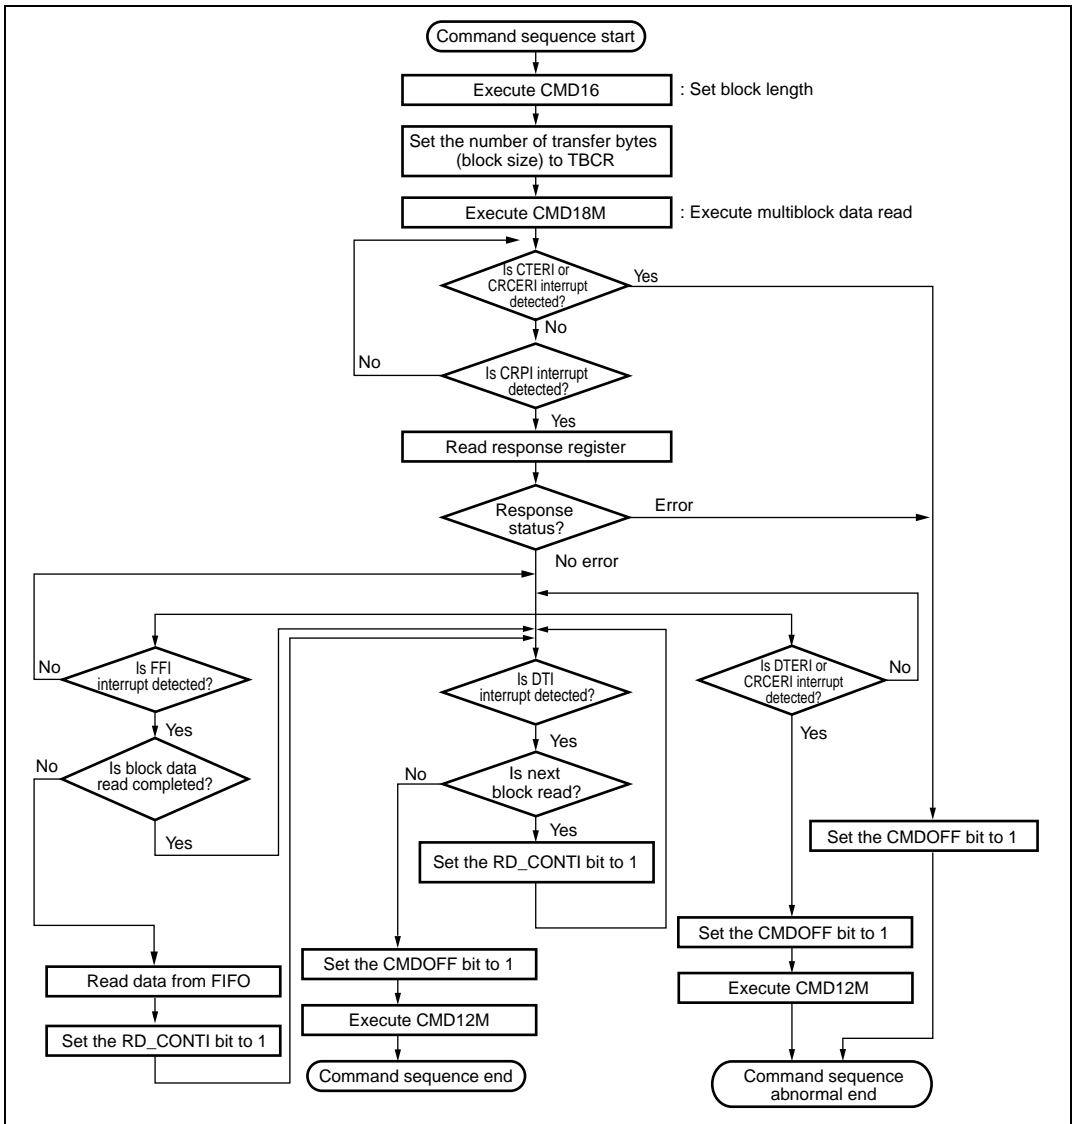 Command sequence start
Execute CMD16
: Set block length
Set the number of transfer bytes
(block size) to TBCR
Execute CMD18M
: Execute multiblock data read
Is CTERI or
CRCERI interrupt
detected?
Yes
No
No
Is CRPI interrupt
detected?
Yes
Read response register
Response
status?
Error
No error
No
Is FFI
interrupt detected?
Yes
Is DTI
interrupt detected?
Yes
Is DTERI or
CRCERI interrupt
detected?
No
Yes
No
Is block data
read completed?
Yes
No
Is next
block read?
Yes
Set the RD_CONTI bit to 1
Set the CMDOFF bit to 1
Set the CMDOFF bit to 1
Execute CMD12M
Read data from FIFO
Set the RD_CONTI bit to 1
Set the CMDOFF bit to 1
Execute CMD12M
Command sequence end
Command sequence
abnormal end